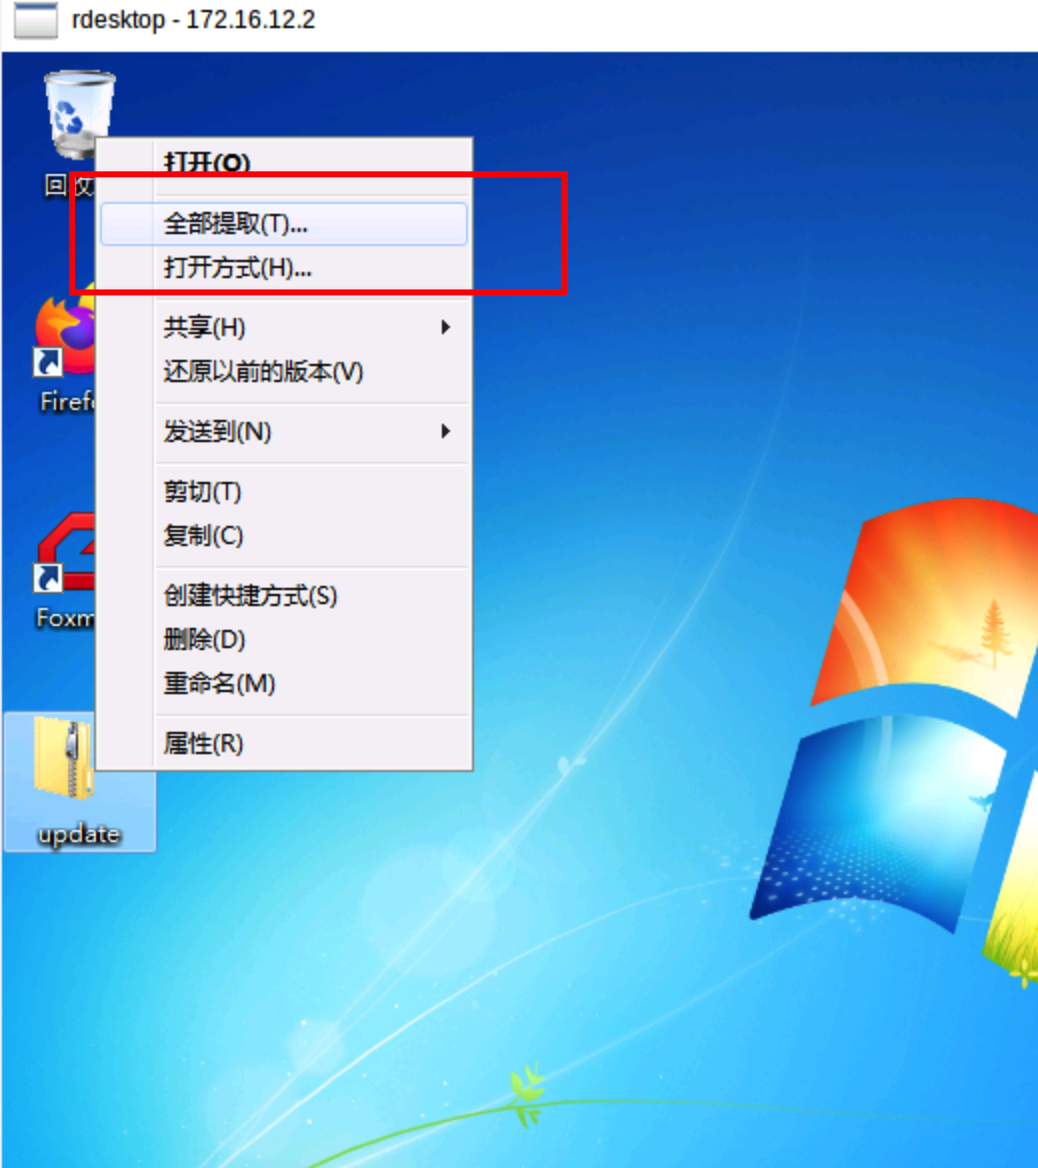 rdesktop - 172.16.12.2
回收
打开(O)
全部提取(T)...
打开方式(H)...
共享(H)
还原以前的版本(V)
Firef
发送到(N)
剪切(T)
复制(C)
创建快捷方式(S)
Foxm
删除(D)
重命名(M)
属性(R)
update